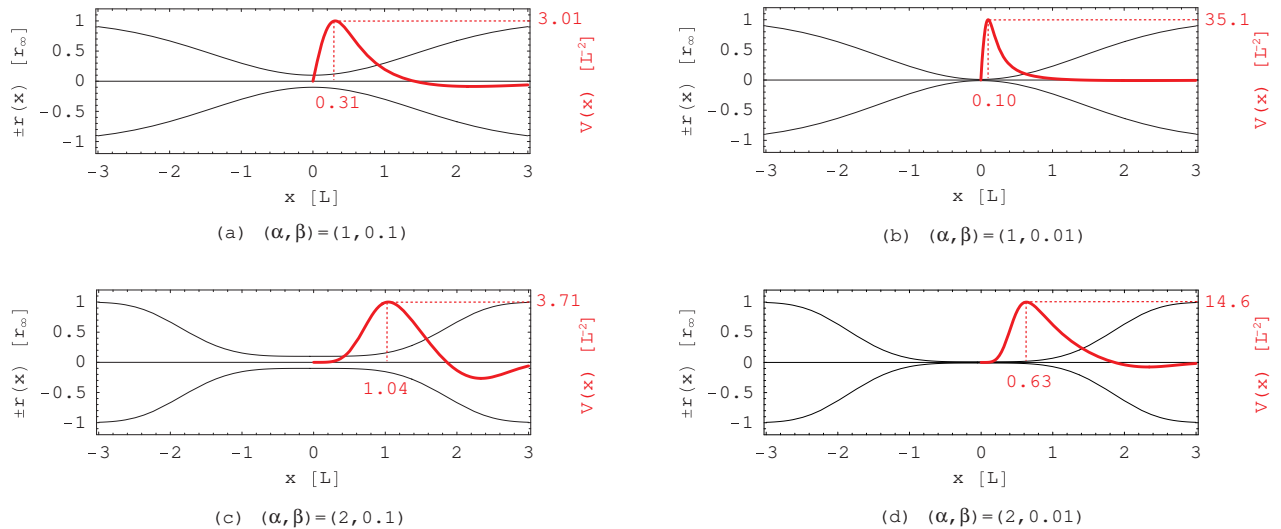 ±r(x) [r∞]
1
0.5
0
-0.5
-1
3.01
0.31
V(x) [L⁻²]
-3 -2 -1 0 1 2 3
x [L]
(a) (α,β)=(1,0.1)
±r(x) [r∞]
1
0.5
0
-0.5
-1
35.1
0.10
V(x) [L⁻²]
-3 -2 -1 0 1 2 3
x [L]
(b) (α,β)=(1,0.01)
±r(x) [r∞]
1
0.5
0
-0.5
-1
3.71
1.04
V(x) [L⁻²]
-3 -2 -1 0 1 2 3
x [L]
(c) (α,β)=(2,0.1)
±r(x) [r∞]
1
0.5
0
-0.5
-1
14.6
0.63
V(x) [L⁻²]
-3 -2 -1 0 1 2 3
x [L]
(d) (α,β)=(2,0.01)